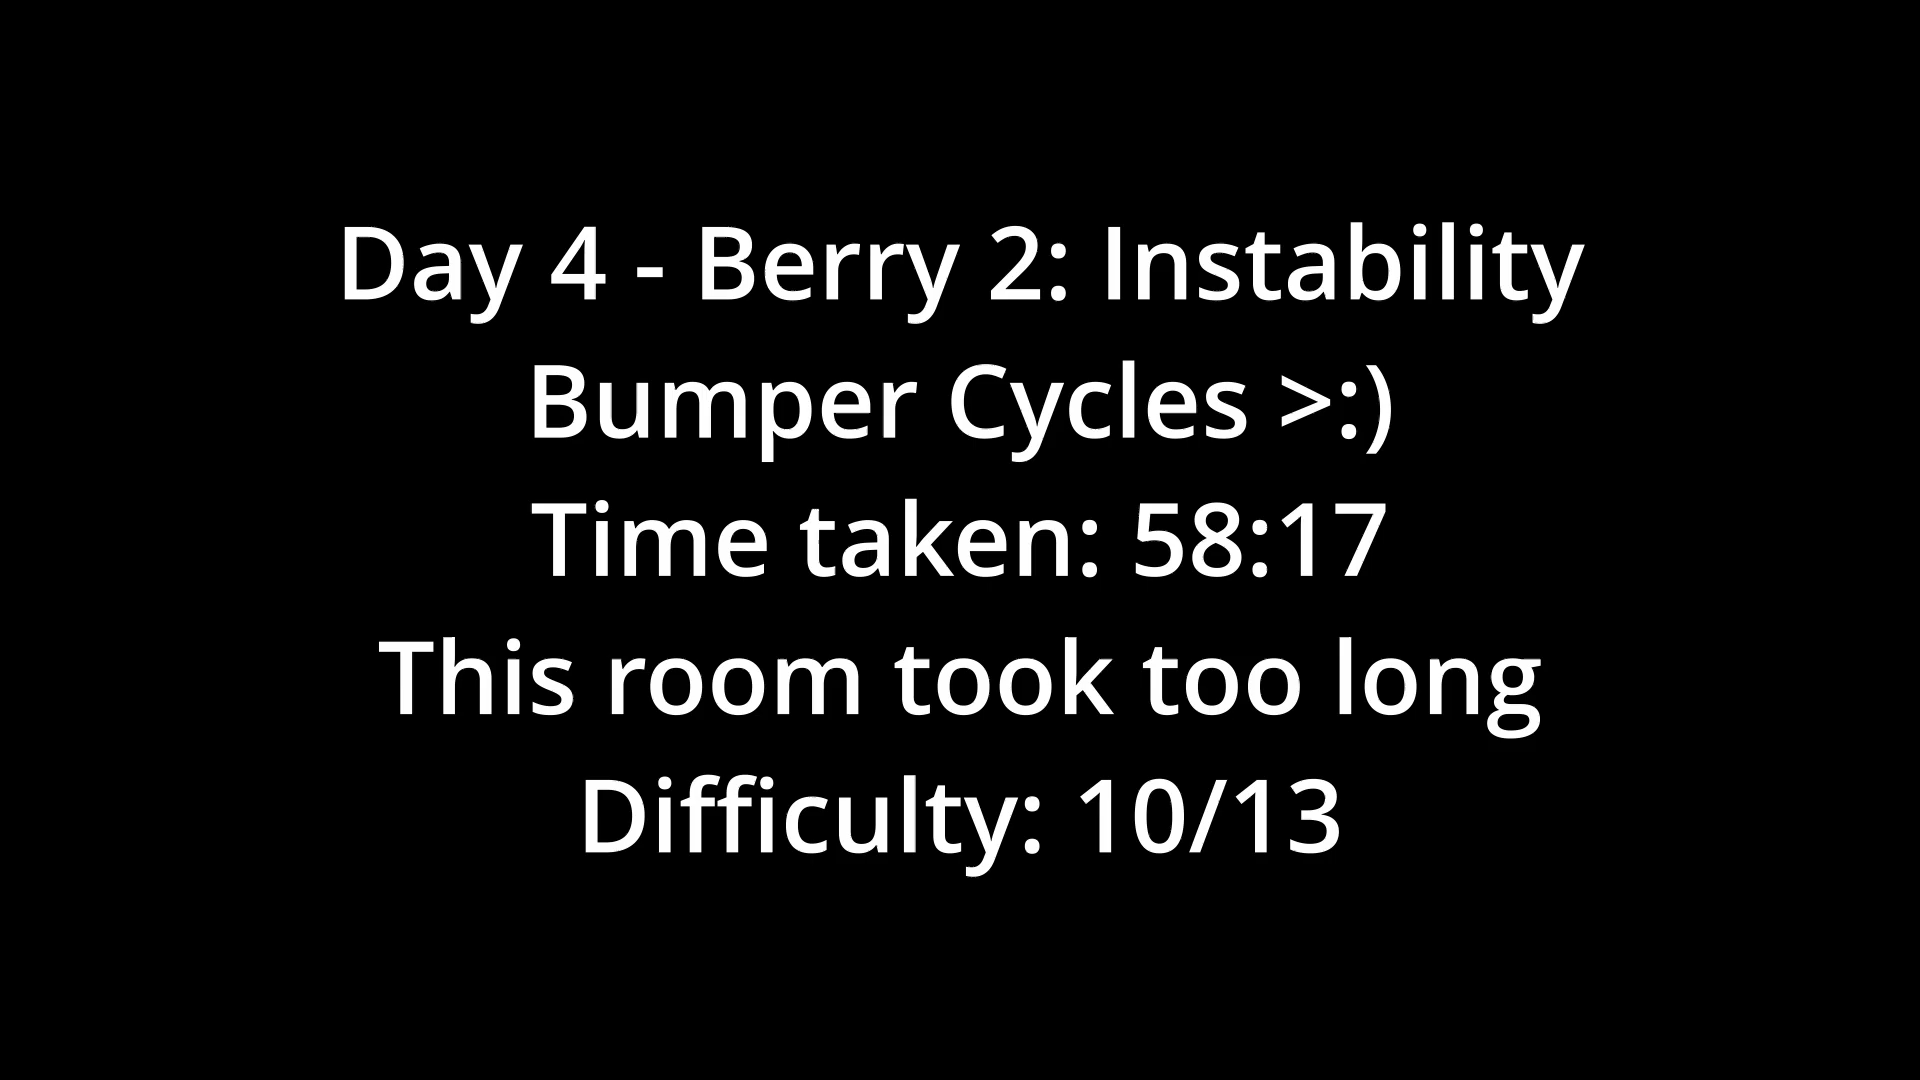 Day 4 - Berry 2: Instability
Bumper Cycles >:)
Time taken: 58:17
This room took too long
Difficulty: 10/13